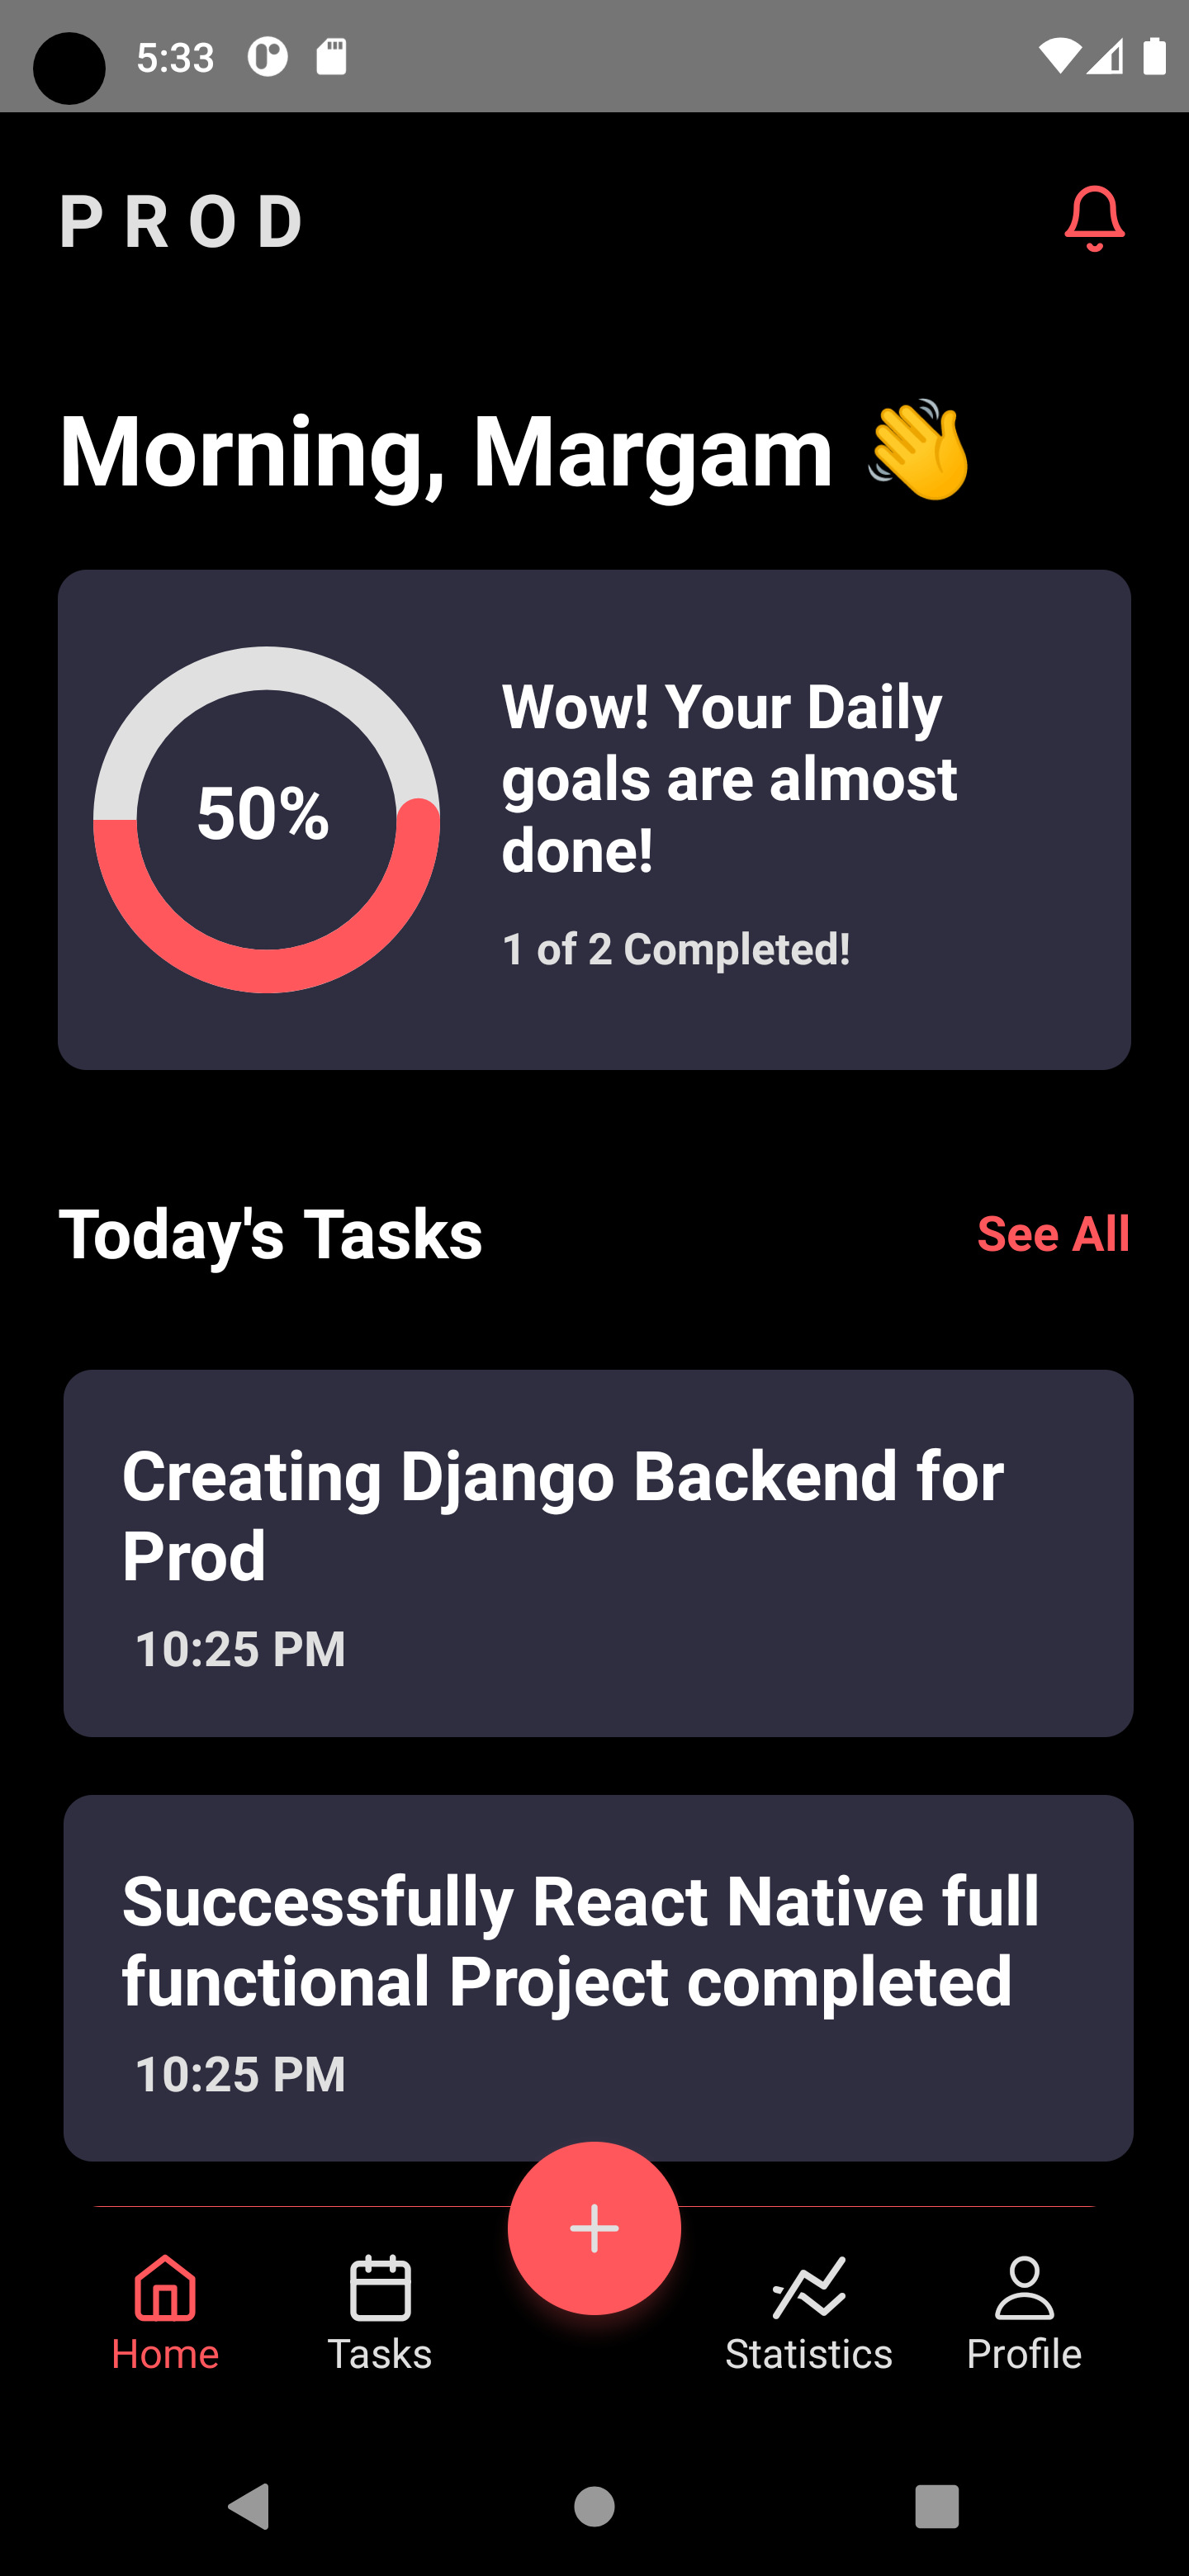 5:33
PROD
Morning, Margam 👋
50%
Wow! Your Daily
goals are almost
done!
1 of 2 Completed!
Today's Tasks
See All
Creating Django Backend for
Prod
10:25 PM
Successfully React Native full
functional Project completed
10:25 PM
Home
Tasks
Statistics
Profile